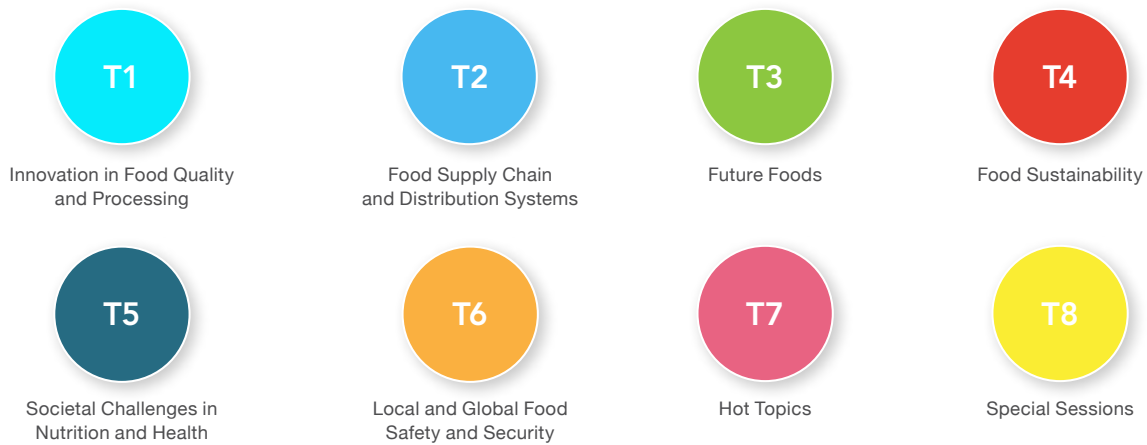 T1
T2
T3
T4
Innovation in Food Quality
and Processing
Food Supply Chain
and Distribution Systems
Future Foods
Food Sustainability
T5
T6
T7
T8
Societal Challenges in
Nutrition and Health
Local and Global Food
Safety and Security
Hot Topics
Special Sessions